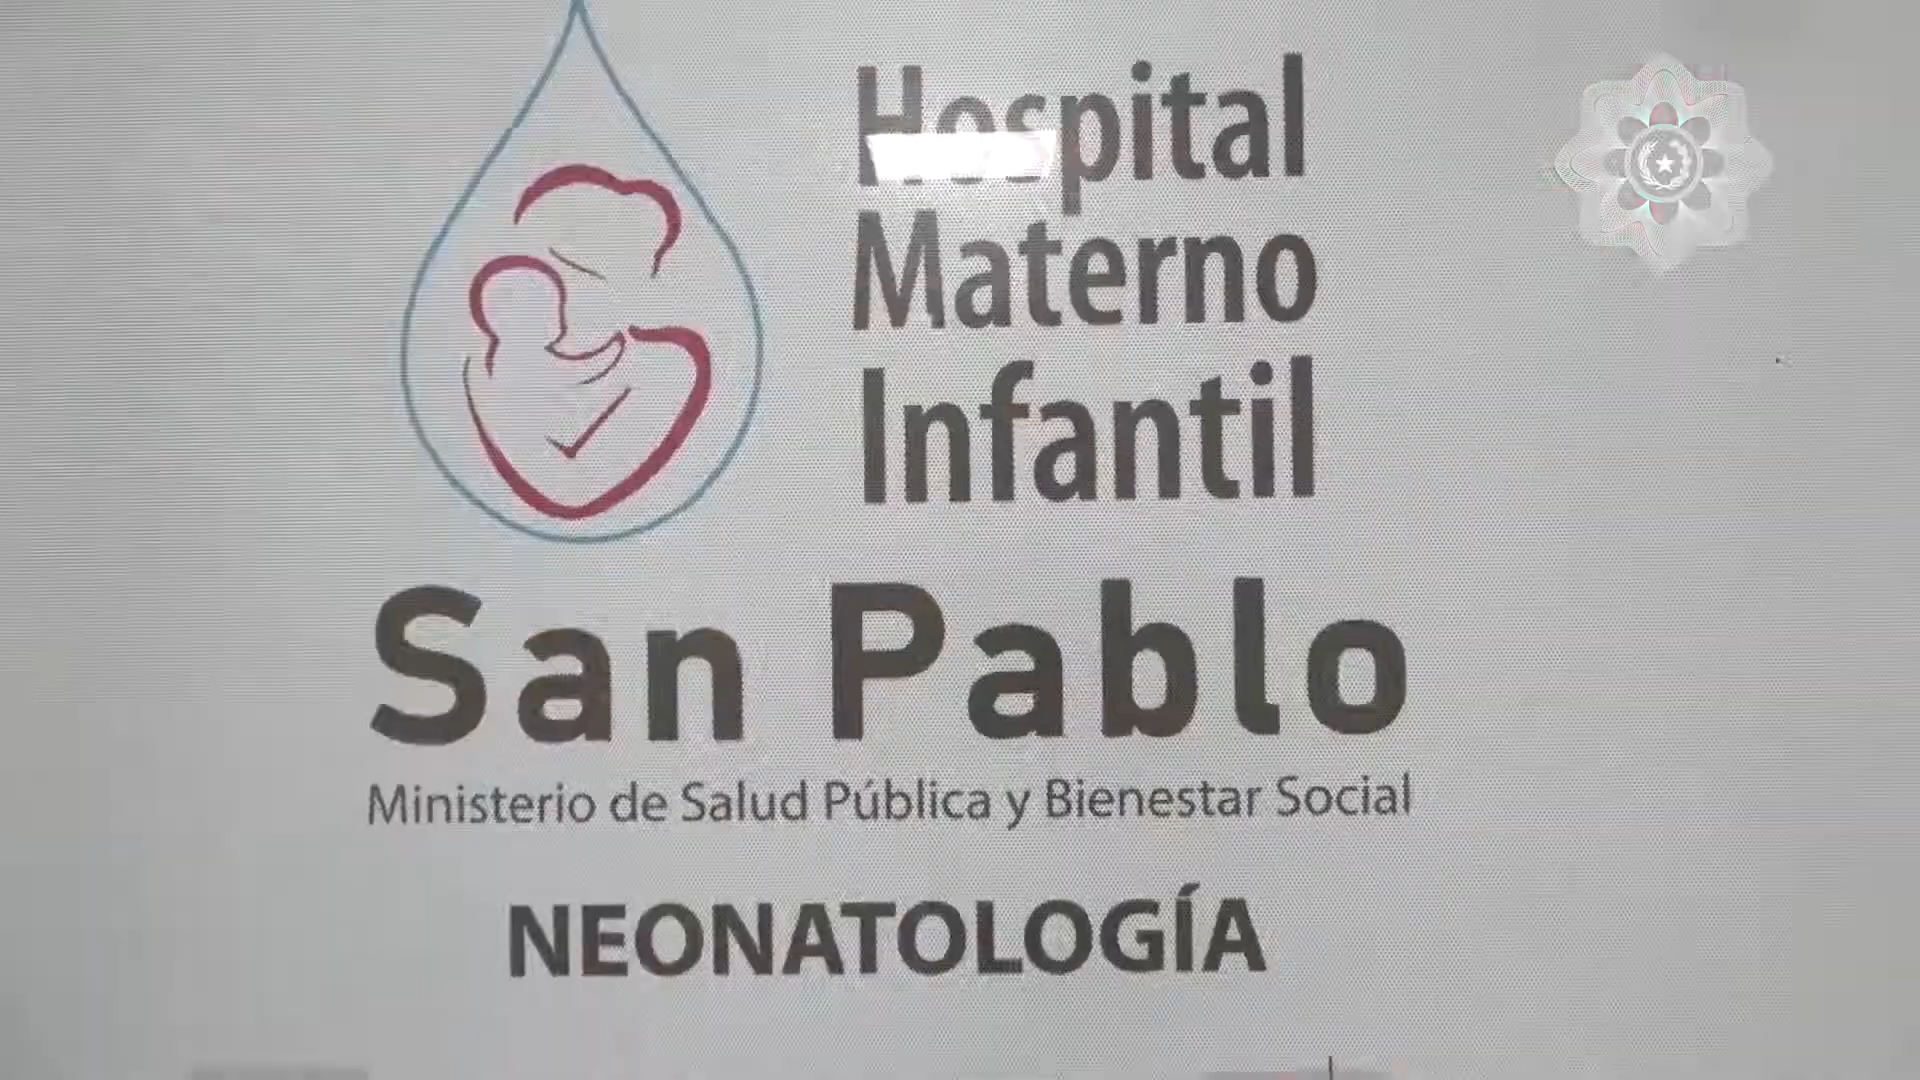 Hospital
Materno
Infantil
San Pablo
Ministerio de Salud Pública y Bienestar Social
NEONATOLOGÍA